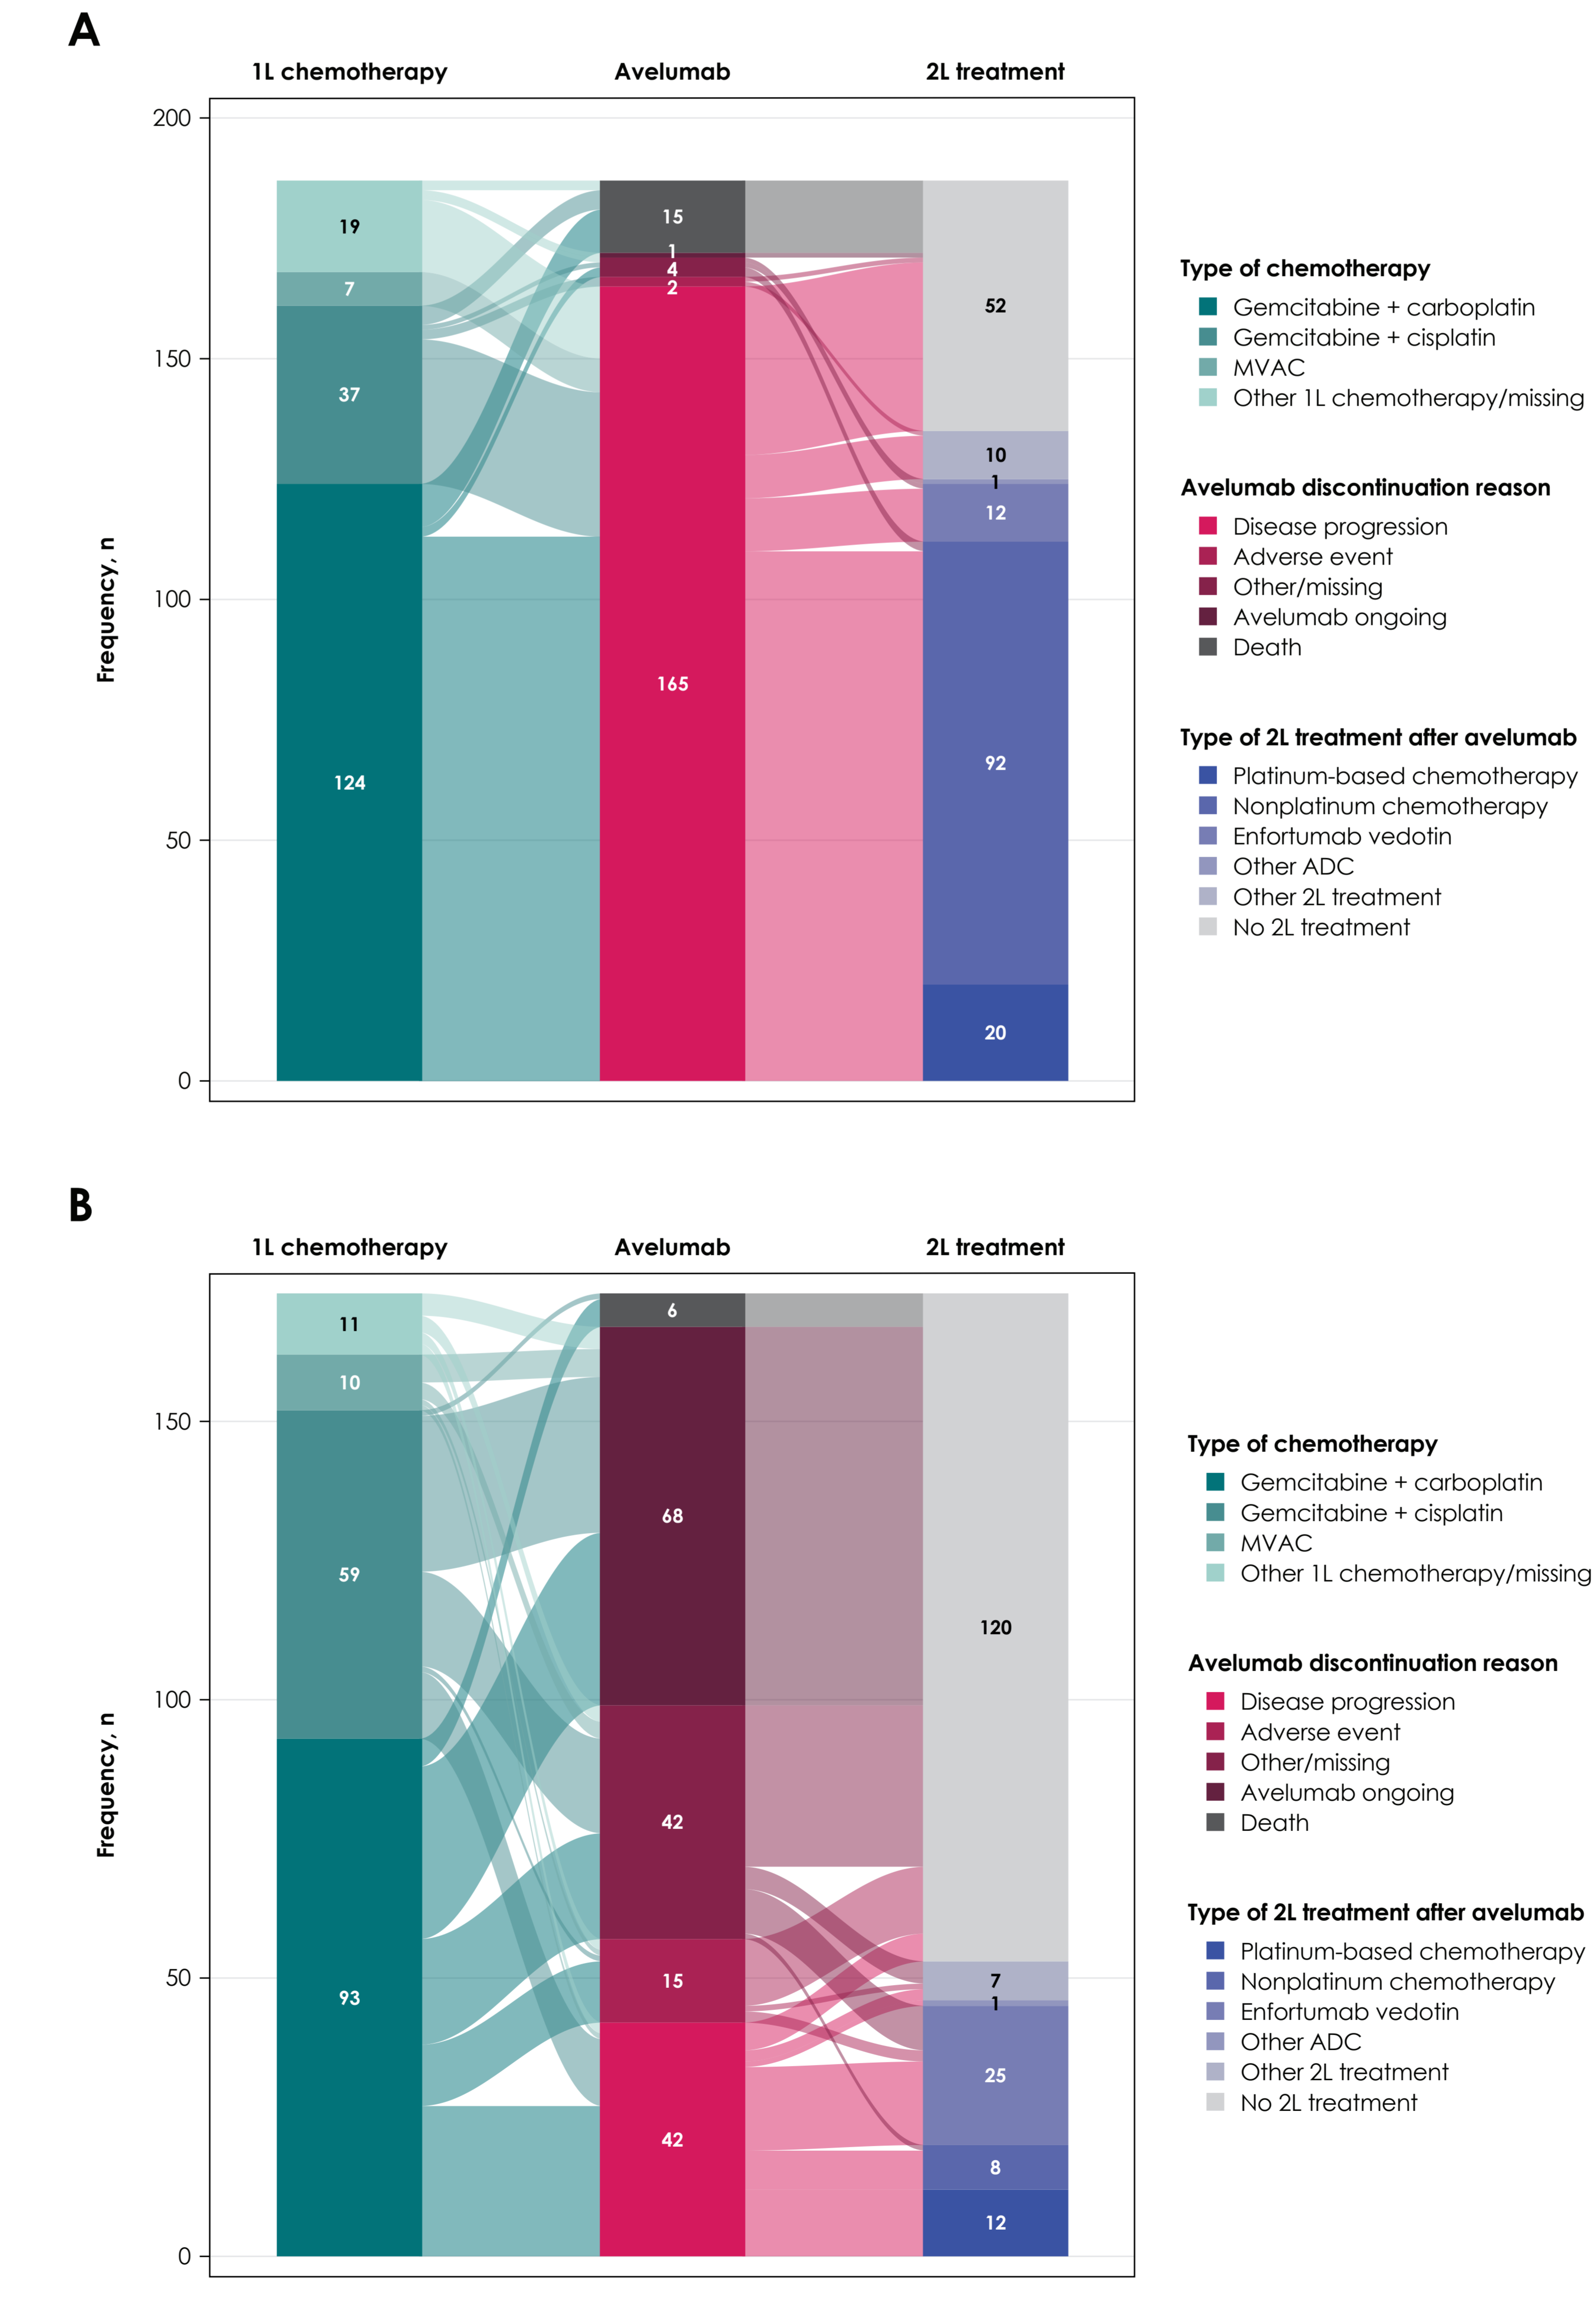 A
1L chemotherapy
Avelumab
2L treatment
200
150
100
50
0
Frequency, n
19
7
37
124
15
1
4
2
165
52
10
1
12
92
20
Type of chemotherapy
Gemcitabine + carboplatin
Gemcitabine + cisplatin
MVAC
Other 1L chemotherapy/missing
Avelumab discontinuation reason
Disease progression
Adverse event
Other/missing
Avelumab ongoing
Death
Type of 2L treatment after avelumab
Platinum-based chemotherapy
Nonplatinum chemotherapy
Enfortumab vedotin
Other ADC
Other 2L treatment
No 2L treatment
B
1L chemotherapy
Avelumab
2L treatment
150
100
50
0
Frequency, n
11
10
59
93
6
68
42
15
42
120
7
1
25
8
12
Type of chemotherapy
Gemcitabine + carboplatin
Gemcitabine + cisplatin
MVAC
Other 1L chemotherapy/missing
Avelumab discontinuation reason
Disease progression
Adverse event
Other/missing
Avelumab ongoing
Death
Type of 2L treatment after avelumab
Platinum-based chemotherapy
Nonplatinum chemotherapy
Enfortumab vedotin
Other ADC
Other 2L treatment
No 2L treatment